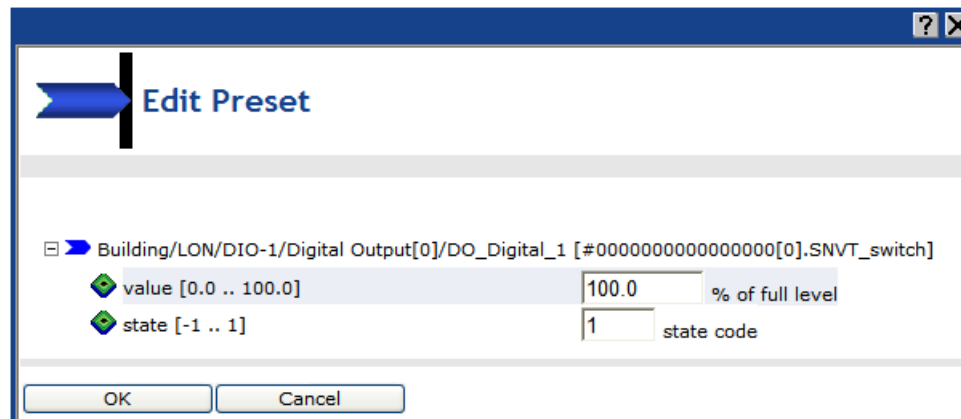 ?
Edit Preset
Building/LON/DIO-1/Digital Output[0]/DO_Digital_1 [#0000000000000000[0].SNVT_switch]
value [0.0 .. 100.0] 100.0 % of full level
state [-1 .. 1] 1 state code
OK Cancel